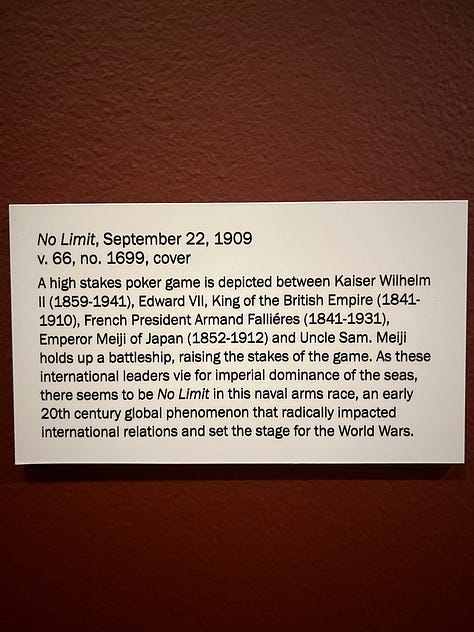 No Limit, September 22, 1909
v. 66, no. 1699, cover
A high stakes poker game is depicted between Kaiser Wilhelm
II (1859-1941), Edward VII, King of the British Empire (1841-
1910), French President Armand Falliéres (1841-1931),
Emperor Meiji of Japan (1852-1912) and Uncle Sam. Meiji
holds up a battleship, raising the stakes of the game. As these
international leaders vie for imperial dominance of the seas,
there seems to be No Limit in this naval arms race, an early
20th century global phenomenon that radically impacted
international relations and set the stage for the World Wars.